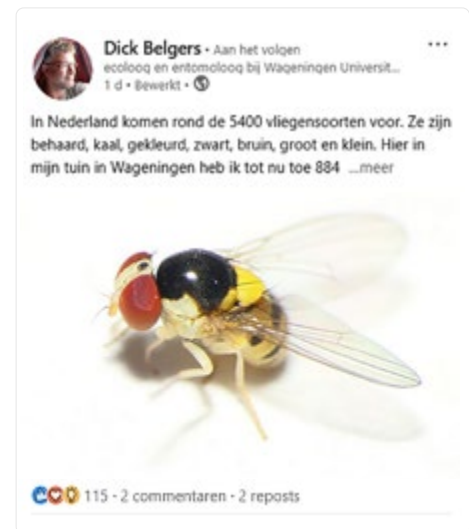 Dick Belgers • Aan het volgen
ecoloog en entomoloog bij Wageningen Universit...
1 d • Bewerkt •
In Nederland komen rond de 5400 vliegensoorten voor. Ze zijn
behaard, kaal, gekleurd, zwart, bruin, groot en klein. Hier in
mijn tuin in Wageningen heb ik tot nu toe 884 ...meer
115 - 2 commentaren - 2 reposts